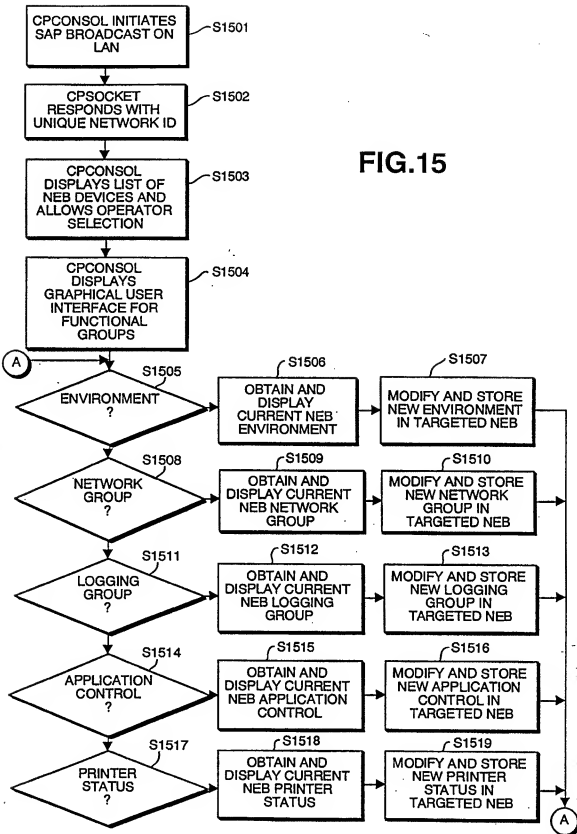 CPCONSOL INITIATES
SAP BROADCAST ON
LAN
S1501
CPSOCKET
RESPONDS WITH
UNIQUE NETWORK ID
S1502
CPCONSOL
DISPLAYS LIST OF
NEB DEVICES AND
ALLOWS OPERATOR
SELECTION
S1503
FIG.15
CPCONSOL
DISPLAYS
GRAPHICAL USER
INTERFACE FOR
FUNCTIONAL
GROUPS
S1504
A
ENVIRONMENT
?
S1505
OBTAIN AND
DISPLAY
CURRENT NEB
ENVIRONMENT
S1506
MODIFY AND STORE
NEW ENVIRONMENT
IN TARGETED NEB
S1507
NETWORK
GROUP
?
S1508
OBTAIN AND
DISPLAY CURRENT
NEB NETWORK
GROUP
S1509
MODIFY AND STORE
NEW NETWORK
GROUP IN
TARGETED NEB
S1510
LOGGING
GROUP
?
S1511
OBTAIN AND
DISPLAY CURRENT
NEB LOGGING
GROUP
S1512
MODIFY AND STORE
NEW LOGGING
GROUP IN
TARGETED NEB
S1513
APPLICATION
CONTROL
?
S1514
OBTAIN AND
DISPLAY CURRENT
NEB APPLICATION
CONTROL
S1515
MODIFY AND STORE
NEW APPLICATION
CONTROL IN
TARGETED NEB
S1516
PRINTER
STATUS
?
S1517
OBTAIN AND
DISPLAY CURRENT
NEB PRINTER
STATUS
S1518
MODIFY AND STORE
NEW PRINTER
STATUS IN
TARGETED NEB
S1519
A